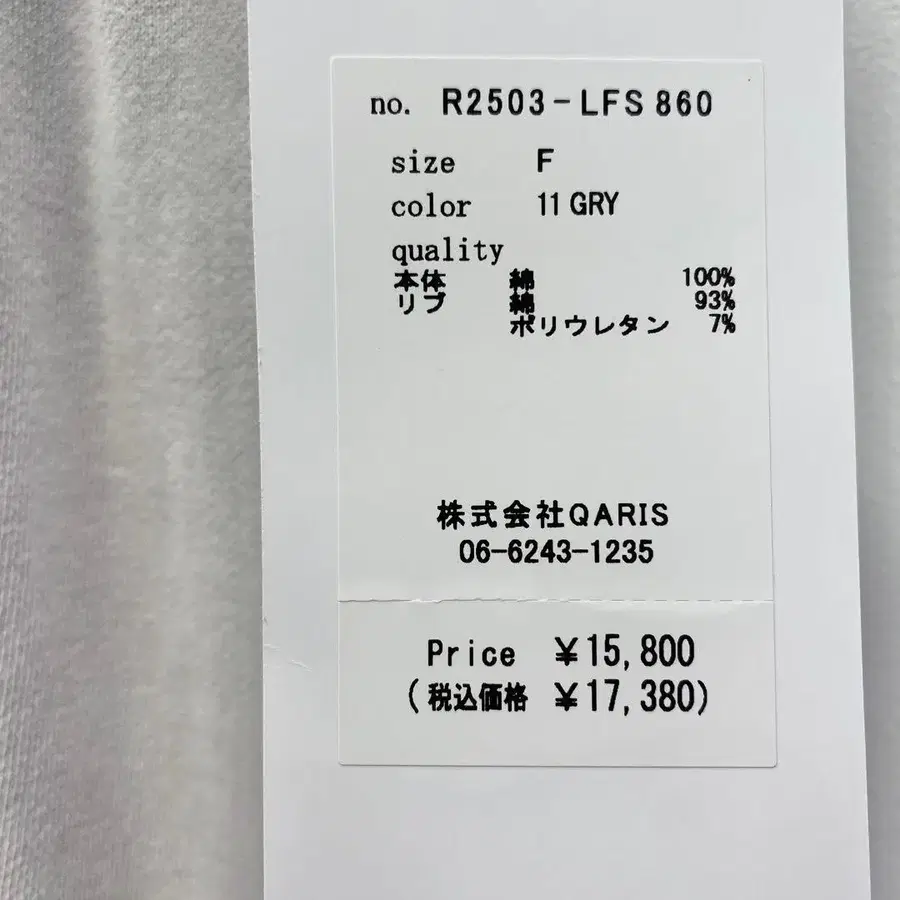 no. R2503-LFS 860
size F
color 11 GRY
quality
本体 綿 100%
リブ 綿 93%
ポリウレタン 7%
株式会社QARIS
06-6243-1235
Price ¥15,800
(税込価格 ¥17,380)